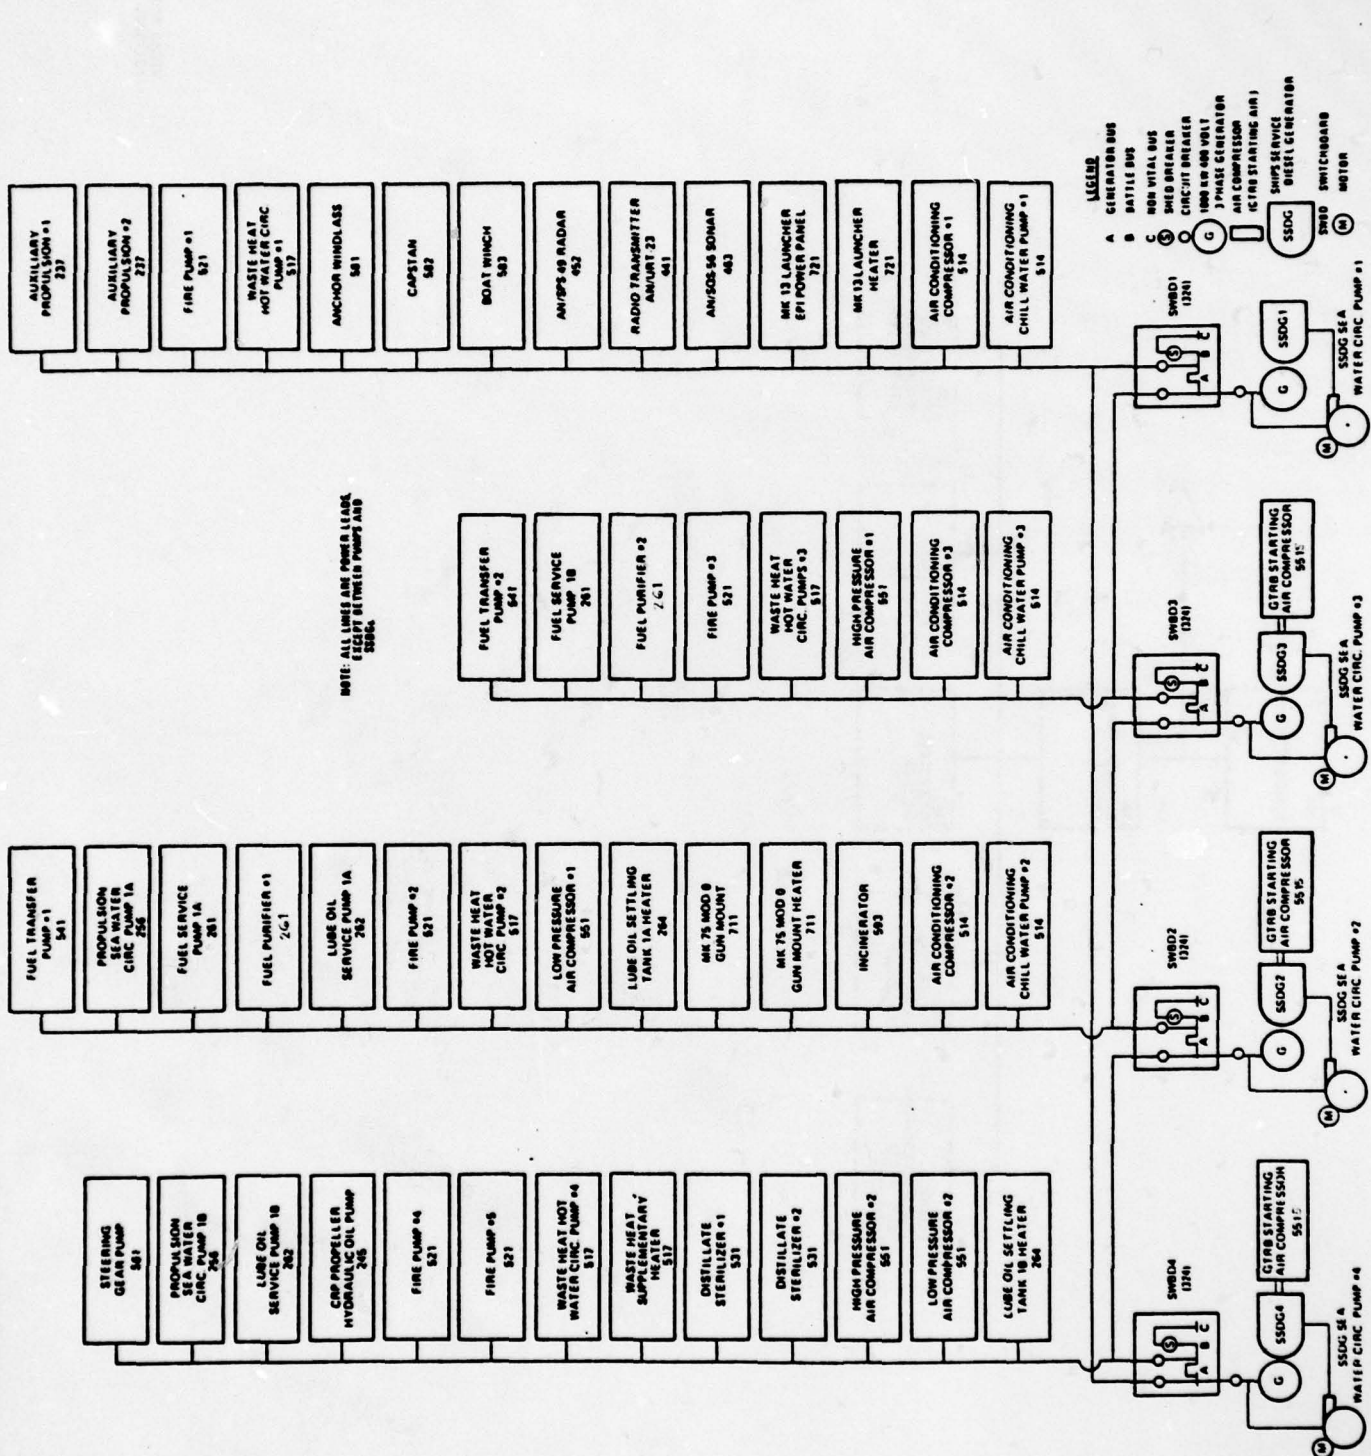 AUXILIARY
PROPULSION #1
237
AUXILIARY
PROPULSION #2
237
FIRE PUMP #1
521
WASTE HEAT
HOT WATER CIRC
PUMP #1
517
ANCHOR WINDLASS
581
CAPSTAN
582
BOAT WINCH
583
AN/SPS 49 RADAR
452
RADIO TRANSMITTER
AN/URT-23
441
AN/SQS 56 SONAR
463
MK 13 LAUNCHER
EP1 POWER PANEL
721
MK 13 LAUNCHER
HEATER
721
AIR CONDITIONING
COMPRESSOR #1
514
AIR CONDITIONING
CHILL WATER PUMP #1
514
SWBD1
(324)
S
A
B
C
G
SSDG1
M
SSDG SEA
WATER CIRC PUMP #1
LEGEND
A GENERATOR BUS
B BATTLE BUS
C NON VITAL BUS
S SHED BREAKER
CIRCUIT BREAKER
G 1000 KW 400 VOLT
3 PHASE GENERATOR
AIR COMPRESSOR
(GTRB STARTING AIR)
SSDG SHIPS SERVICE
DIESEL GENERATOR
SWBD SWITCHBOARD
M MOTOR
NOTE: ALL LINES ARE POWER LEADS,
EXCEPT BETWEEN PUMPS AND
SSDGs
FUEL TRANSFER
PUMP #2
541
FUEL SERVICE
PUMP 1B
261
FUEL PURIFIER #2
261
FIRE PUMP #3
521
WASTE HEAT
HOT WATER
CIRC. PUMPS #3
517
HIGH PRESSURE
AIR COMPRESSOR #1
551
AIR CONDITIONING
COMPRESSOR #3
514
AIR CONDITIONING
CHILL WATER PUMP #3
514
SWBD3
(324)
S
A
B
C
G
SSDG3
GTRB STARTING
AIR COMPRESSOR
M
SSDG SEA
WATER CIRC. PUMP #3
FUEL TRANSFER
PUMP #1
541
PROPULSION
SEA WATER
CIRC PUMP 1A
256
FUEL SERVICE
PUMP 1A
261
FUEL PURIFIER #1
261
LUBE OIL
SERVICE PUMP 1A
262
FIRE PUMP #2
521
WASTE HEAT
HOT WATER
CIRC PUMP #2
517
LOW PRESSURE
AIR COMPRESSOR #1
551
LUBE OIL SETTLING
TANK 1A HEATER
264
MK 75 MOD 0
GUN MOUNT
711
MK 75 MOD 0
GUN MOUNT HEATER
711
INCINERATOR
593
AIR CONDITIONING
COMPRESSOR #2
514
AIR CONDITIONING
CHILL WATER PUMP #2
514
SWBD2
(324)
S
A
B
C
G
SSDG2
GTRB STARTING
AIR COMPRESSOR
5515
M
SSDG SEA
WATER CIRC PUMP #2
STEERING
GEAR PUMP
561
PROPULSION
SEA WATER
CIRC. PUMP 1B
256
LUBE OIL
SERVICE PUMP 1B
262
CRP PROPELLER
HYDRAULIC OIL PUMP
245
FIRE PUMP #4
521
FIRE PUMP #5
521
WASTE HEAT HOT
WATER CIRC. PUMP #4
517
WASTE HEAT
SUPPLEMENTARY
HEATER
517
DISTILLATE
STERILIZER #1
531
DISTILLATE
STERILIZER #2
531
HIGH PRESSURE
AIR COMPRESSOR #2
551
LOW PRESSURE
AIR COMPRESSOR #2
551
LUBE OIL SETTLING
TANK 1B HEATER
264
SWBD4
(324)
S
A
B
C
G
SSDG4
GTRB STARTING
AIR COMPRESSOR
M
SSDG SEA
WATER CIRC PUMP #4